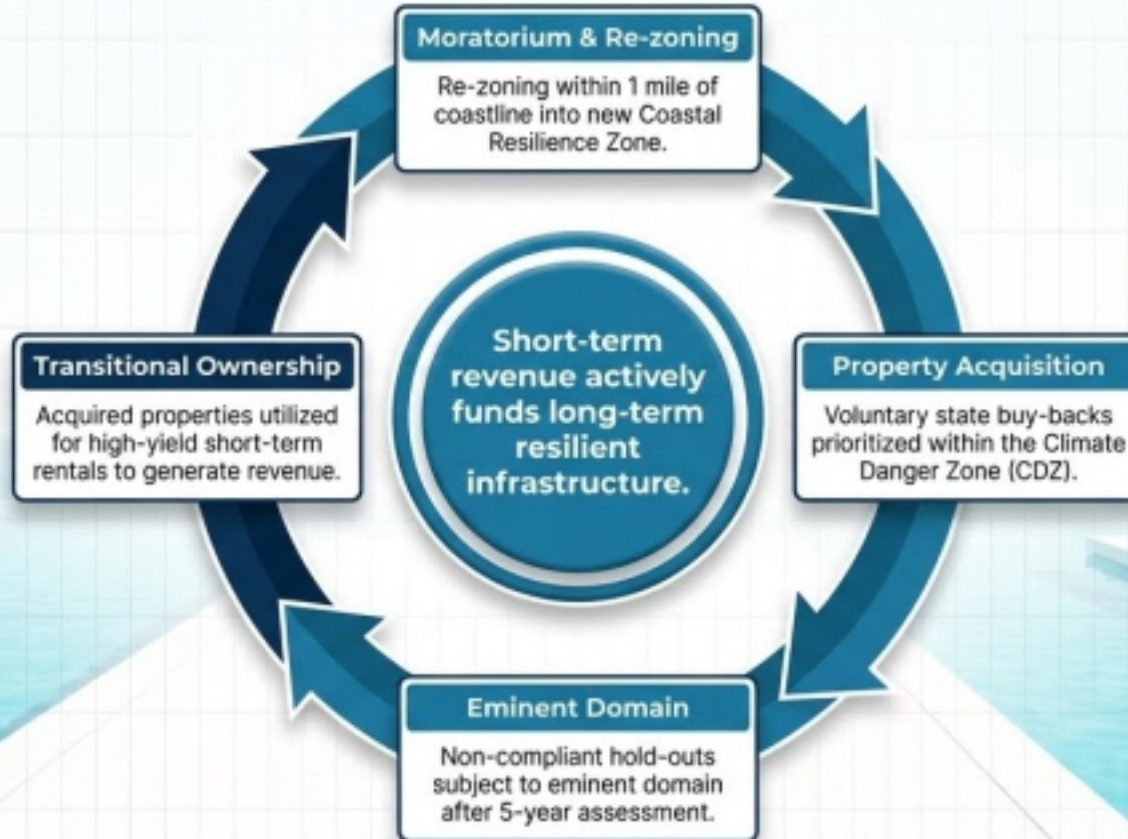 Moratorium & Re-zoning
Re-zoning within 1 mile of
coastline into new Coastal
Resilience Zone.
Short-term
revenue actively
funds long-term
resilient
infrastructure.
Transitional Ownership
Acquired properties utilized
for high-yield short-term
rentals to generate revenue.
Property Acquisition
Voluntary state buy-backs
prioritized within the Climate
Danger Zone (CDZ).
Eminent Domain
Non-compliant hold-outs
subject to eminent domain
after 5-year assessment.